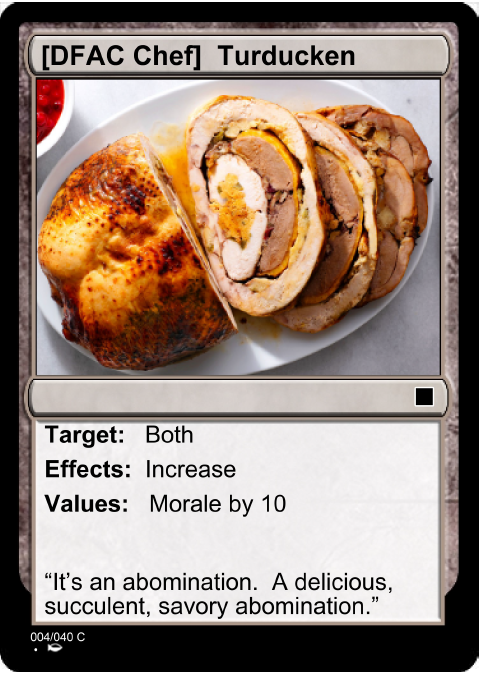 [DFAC Chef] Turducken
Target: Both
Effects: Increase
Values: Morale by 10
“It’s an abomination. A delicious,
succulent, savory abomination.”
004/040 C